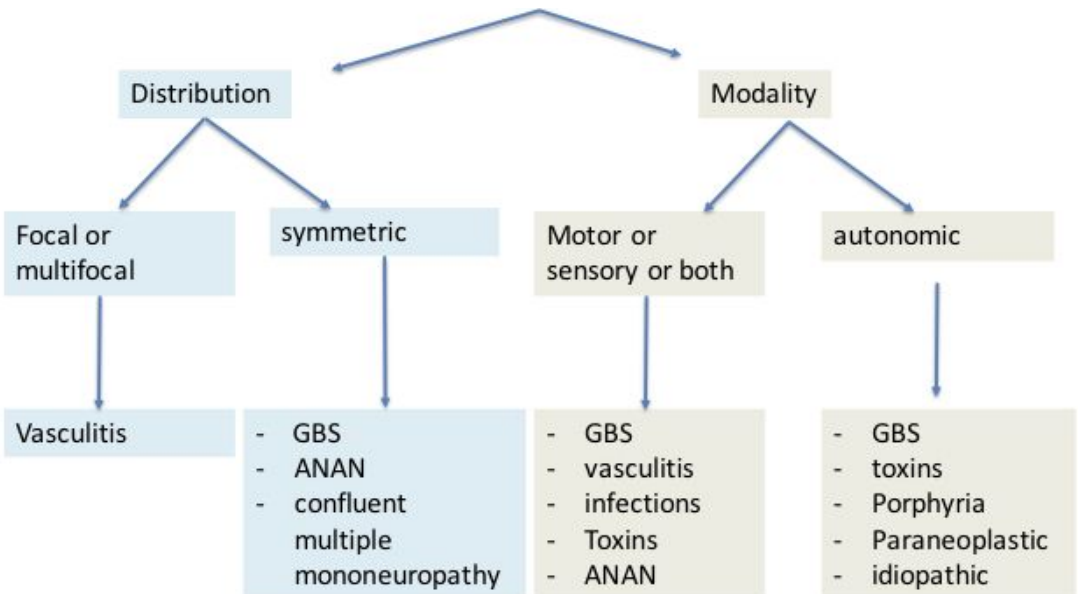 Distribution
Modality
Focal or
multifocal
symmetric
Motor or
sensory or both
autonomic
Vasculitis
- GBS
- ANAN
- confluent
multiple
mononeuropathy
- GBS
- vasculitis
- infections
- Toxins
- ANAN
- GBS
- toxins
- Porphyria
- Paraneoplastic
- idiopathic